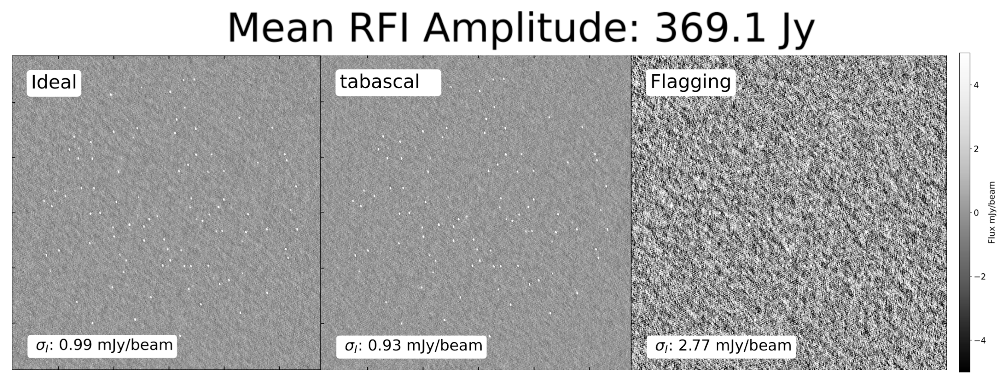 Mean RFI Amplitude: 369.1 Jy
Ideal
tabascal
Flagging
σI: 0.99 mJy/beam
σI: 0.93 mJy/beam
σI: 2.77 mJy/beam
4
2
0
−2
−4
Flux mJy/beam